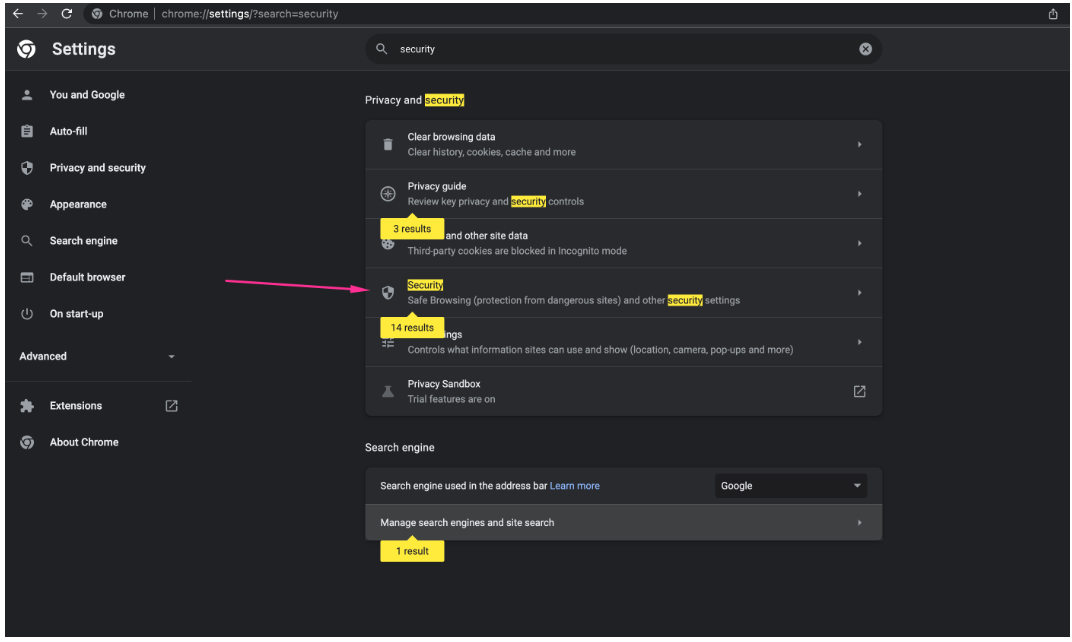 Chrome | chrome://settings/?search=security
Settings
security
You and Google
Auto-fill
Privacy and security
Appearance
Search engine
Default browser
On start-up
Advanced
Extensions
About Chrome
Privacy and security
Clear browsing data
Clear history, cookies, cache and more
Privacy guide
Review key privacy and security controls
3 results
and other site data
Third-party cookies are blocked in Incognito mode
Security
Safe Browsing (protection from dangerous sites) and other security settings
14 results
ings
Controls what information sites can use and show (location, camera, pop-ups and more)
Privacy Sandbox
Trial features are on
Search engine
Search engine used in the address bar Learn more
Google
Manage search engines and site search
1 result